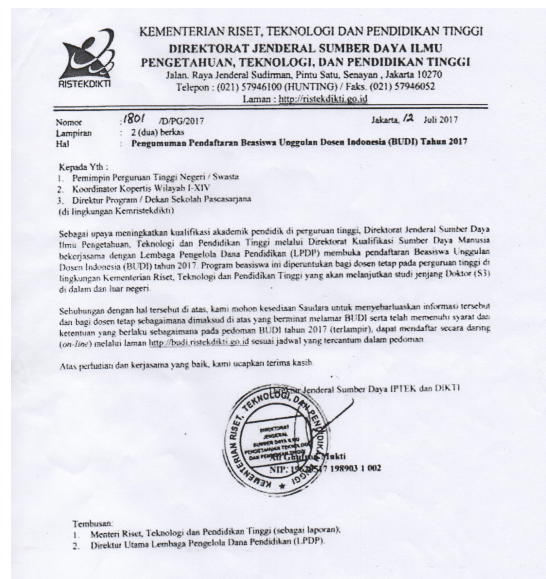 KEMENTERIAN RISET, TEKNOLOGI DAN PENDIDIKAN TINGGI
DIREKTORAT JENDERAL SUMBER DAYA ILMU
PENGETAHUAN, TEKNOLOGI, DAN PENDIDIKAN TINGGI
Jalan. Raya Jenderal Sudirman, Pintu Satu, Senayan , Jakarta 10270
Telepon : (021) 57946100 (HUNTING) / Faks. (021) 57946052
Laman : http://ristekdikti.go.id
RISTEKDIKTI
Nomor : 1801 /D/PG/2017 Jakarta, 12 Juli 2017
Lampiran : 2 (dua) berkas
Hal : Pengumuman Pendaftaran Beasiswa Unggulan Dosen Indonesia (BUDI) Tahun 2017
Kepada Yth :
1. Pemimpin Perguruan Tinggi Negeri / Swasta
2. Koordinator Kopertis Wilayah I-XIV
3. Direktur Program / Dekan Sekolah Pascasarjana
(di lingkungan Kemristekdikti)
Sebagai upaya meningkatkan kualifikasi akademik pendidik di perguruan tinggi, Direktorat Jenderal Sumber Daya
Ilmu Pengetahuan, Teknologi dan Pendidikan Tinggi melalui Direktorat Kualifikasi Sumber Daya Manusia
bekerjasama dengan Lembaga Pengelola Dana Pendidikan (LPDP) membuka pendaftaran Beasiswa Unggulan
Dosen Indonesia (BUDI) tahun 2017. Program beasiswa ini diperuntukan bagi dosen tetap pada perguruan tinggi di
lingkungan Kementerian Riset, Teknologi dan Pendidikan Tinggi yang akan melanjutkan studi jenjang Doktor (S3)
di dalam dan luar negeri.
Sehubungan dengan hal tersebut di atas, kami mohon kesediaan Saudara untuk menyebarluaskan informasi tersebut
dan bagi dosen tetap sebagaimana dimaksud di atas yang berminat melamar BUDI serta telah memenuhi syarat dan
ketentuan yang berlaku sebagaimana pada pedoman BUDI tahun 2017 (terlampir), dapat mendaftar secara daring
(on-line) melalui laman http://budi.ristekdikti.go.id sesuai jadwal yang tercantum dalam pedoman.
Atas perhatian dan kerjasama yang baik, kami ucapkan terima kasih.
Direktur Jenderal Sumber Daya IPTEK dan DIKTI
KEMENTERIAN RISET, TEKNOLOGI, DAN PENDIDIKAN TINGGI
DIREKTORAT
JENDERAL
SUMBER DAYA ILMU
PENGETAHUAN TEKNOLOGI
DAN PENDIDIKAN TINGGI
Mukti
NIP. 198903 1 002
Tembusan:
1. Menteri Riset, Teknologi dan Pendidikan Tinggi (sebagai laporan);
2. Direktur Utama Lembaga Pengelola Dana Pendidikan (LPDP).